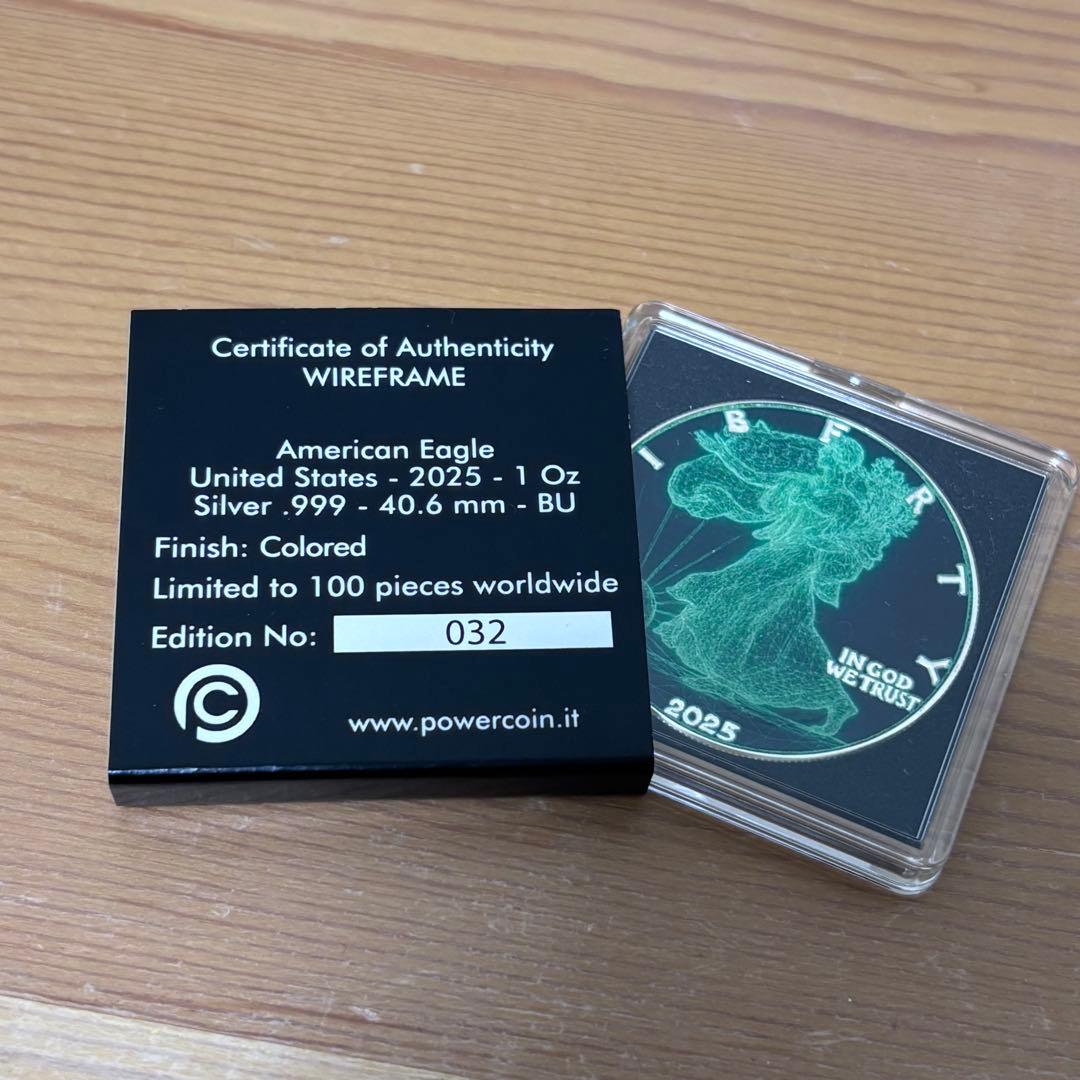 Certificate of Authenticity
WIREFRAME
American Eagle
United States - 2025 - 1 Oz
Silver .999 - 40.6 mm - BU
Finish: Colored
Limited to 100 pieces worldwide
Edition No: 032
www.powercoin.it
I B E R T Y
IN GOD
WE TRUST
2025